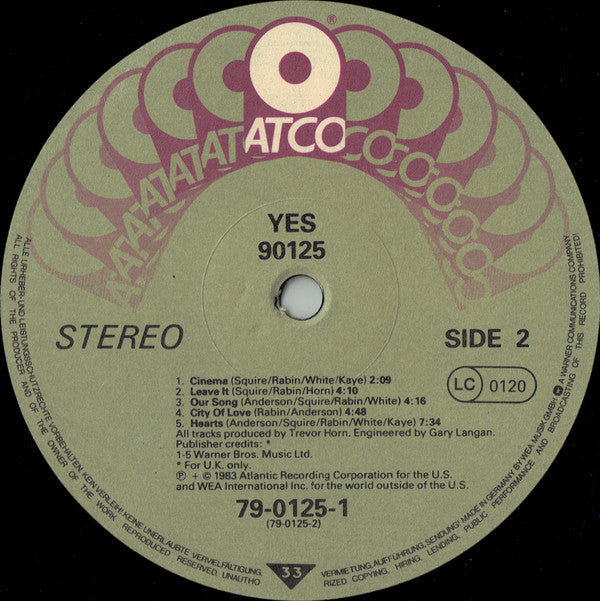 ®
ATATATATATATCOCOCOCOCOCO
YES
90125
STEREO
SIDE 2
LC 0120
1. Cinema (Squire/Rabin/White/Kaye) 2:09
2. Leave It (Squire/Rabin/Horn) 4:10
3. Our Song (Anderson/Squire/Rabin/White) 4:16
4. City Of Love (Rabin/Anderson) 4:48
5. Hearts (Anderson/Squire/Rabin/White/Kaye) 7:34
All tracks produced by Trevor Horn. Engineered by Gary Langan.
Publisher credits: *
1-5 Warner Bros. Music Ltd.
* For U.K. only.
℗ + © 1983 Atlantic Recording Corporation for the U.S.
and WEA International Inc. for the world outside of the U.S.
79-0125-1
(79-0125-2)
33
ALLE URHEBER- UND LEISTUNGSSCHUTZRECHTE VORBEHALTEN. KEIN VERLEIH! KEINE UNERLAUBTE VERVIELFÄLTIGUNG, VERMIETUNG, AUFFÜHRUNG, SENDUNG! MADE IN GERMANY BY WEA MUSIK GMBH A WARNER COMMUNICATIONS COMPANY
ALL RIGHTS OF THE PRODUCER AND OF THE OWNER OF THE WORK REPRODUCED RESERVED. UNAUTHORIZED COPYING, HIRING, LENDING, PUBLIC PERFORMANCE AND BROADCASTING OF THIS RECORD PROHIBITED!